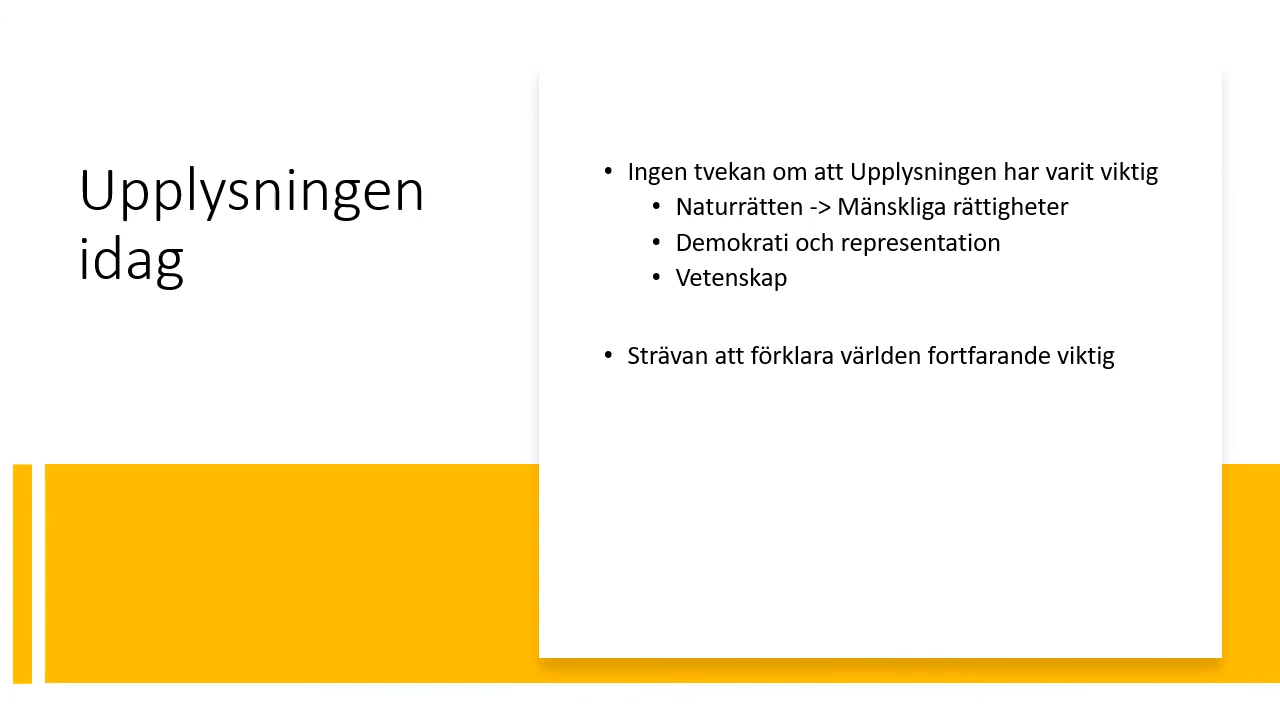 Upplysningen
idag
• Ingen tvekan om att Upplysningen har varit viktig
• Naturrätten -> Mänskliga rättigheter
• Demokrati och representation
• Vetenskap
• Strävan att förklara världen fortfarande viktig